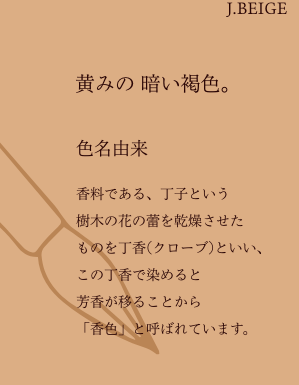 J.BEIGE
黄みの 暗い褐色。
色名由来
香料である、丁子という
樹木の花の蕾を乾燥させた
ものを丁香(クローブ)といい、
この丁香で染めると
芳香が移ることから
「香色」と呼ばれています。